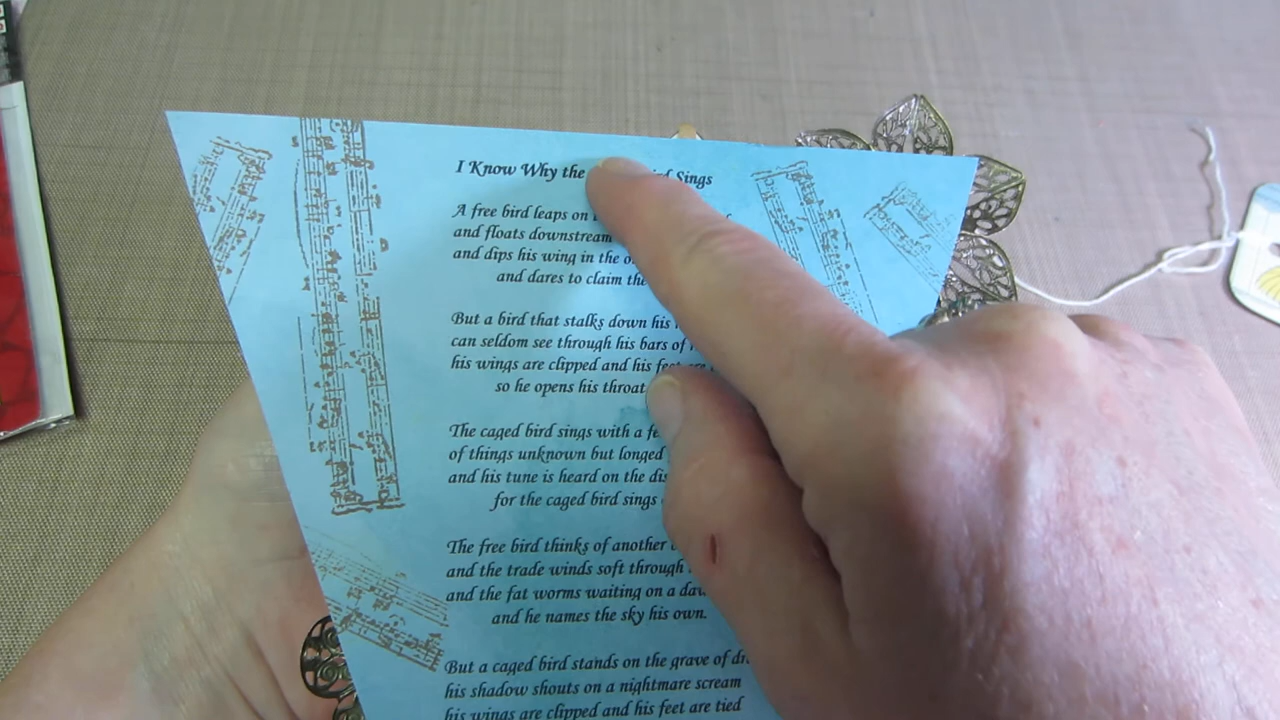 I Know Why the Sings
A free bird leaps on
and floats downstream
and dips his wing in the
and dares to claim the
But a bird that stalks down his
can seldom see through his bars of
his wings are clipped and his feet are
so he opens his throat
The caged bird sings with a
of things unknown but longed
and his tune is heard on the
for the caged bird sings
The free bird thinks of another
and the trade winds soft through
and the fat worms waiting on a
and he names the sky his own.
But a caged bird stands on the grave of
his shadow shouts on a nightmare scream
his wings are clipped and his feet are tied